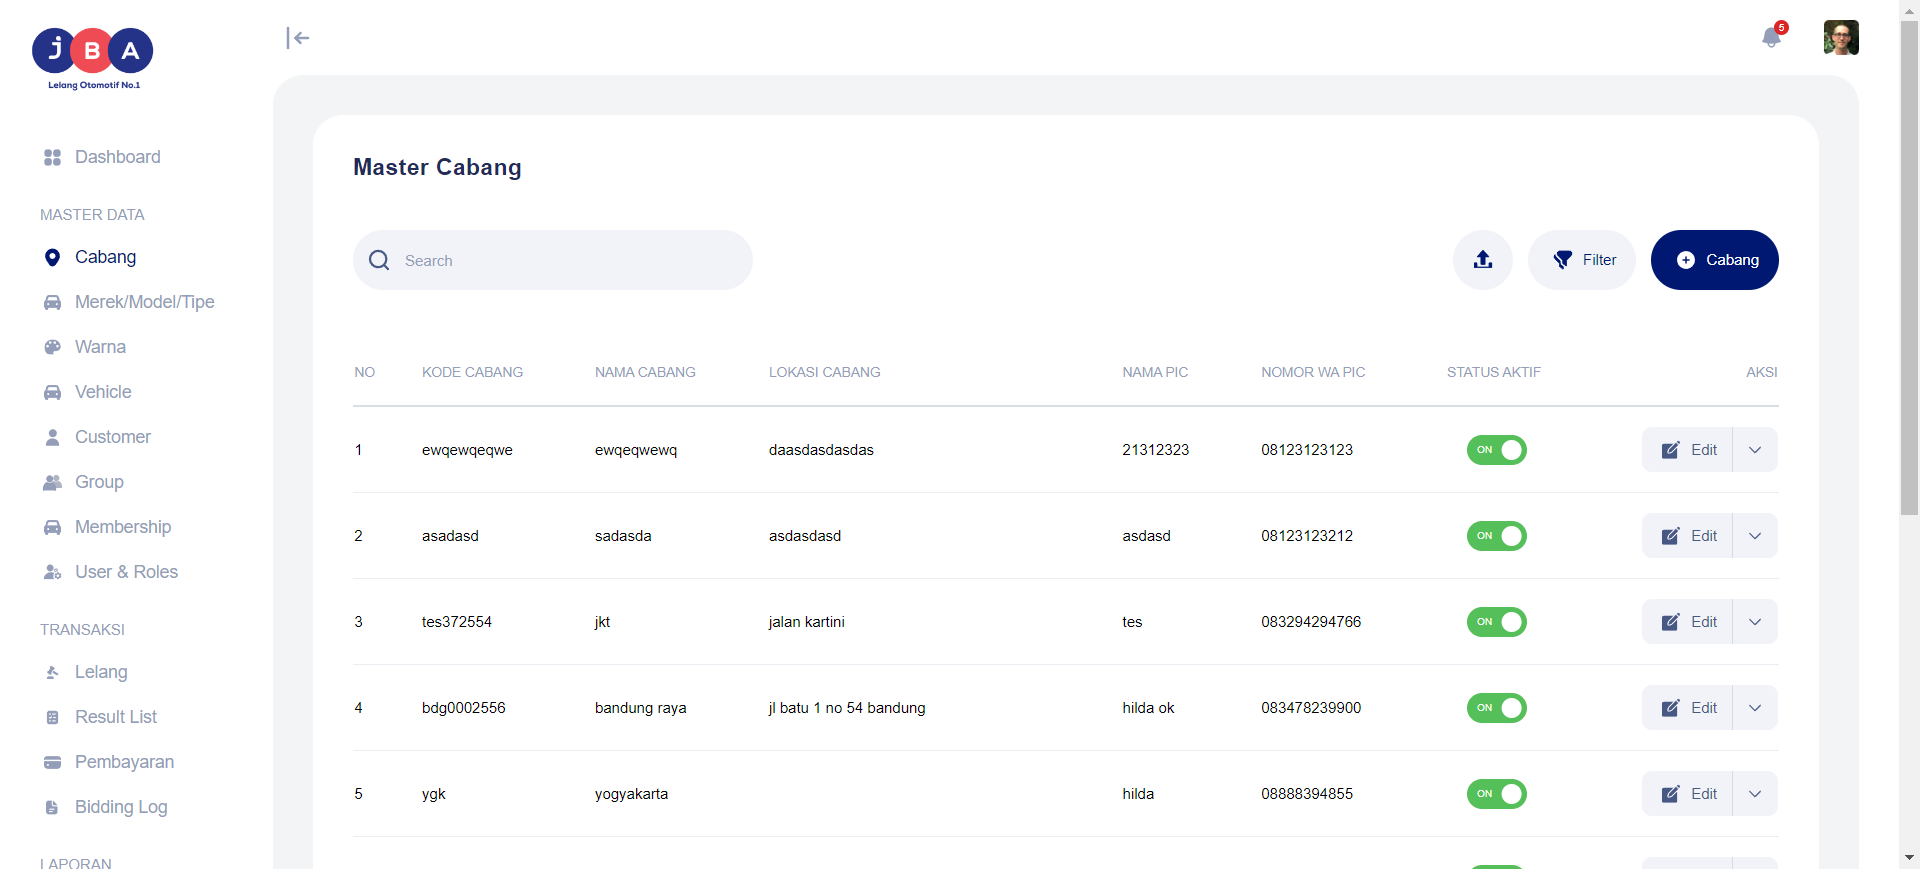 JBA
Lelang Otomotif No.1
5
Dashboard
MASTER DATA
Cabang
Merek/Model/Tipe
Warna
Vehicle
Customer
Group
Membership
User & Roles
TRANSAKSI
Lelang
Result List
Pembayaran
Bidding Log
LAPORAN
Master Cabang
Search
Filter
Cabang
NO KODE CABANG NAMA CABANG LOKASI CABANG NAMA PIC NOMOR WA PIC STATUS AKTIF AKSI
1 ewqewqeqwe ewqeqwewq daasdasdasdas 21312323 08123123123 ON Edit
2 asadasd sadasda asdasdasd asdasd 08123123212 ON Edit
3 tes372554 jkt jalan kartini tes 083294294766 ON Edit
4 bdg0002556 bandung raya jl batu 1 no 54 bandung hilda ok 083478239900 ON Edit
5 ygk yogyakarta hilda 08888394855 ON Edit